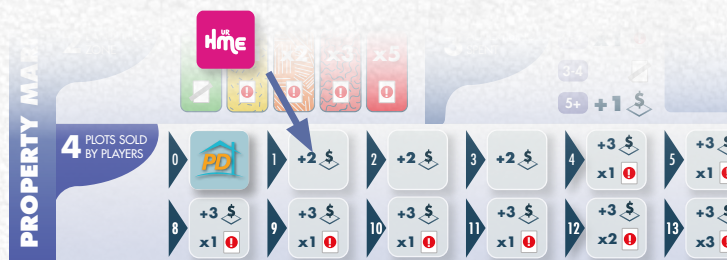 UR
HME
x2 x3 x5
3-4
5+ +1 $
PROPERTY MA
4 PLOTS SOLD
BY PLAYERS
0 PD 1 +2 $ 2 +2 $ 3 +2 $ 4 +3 $ x1 ! 5 +3 $ x1 !
8 +3 $ x1 ! 9 +3 $ x1 ! 10 +3 $ x1 ! 11 +3 $ x1 ! 12 +3 $ x2 ! 13 +3 $ x3 !